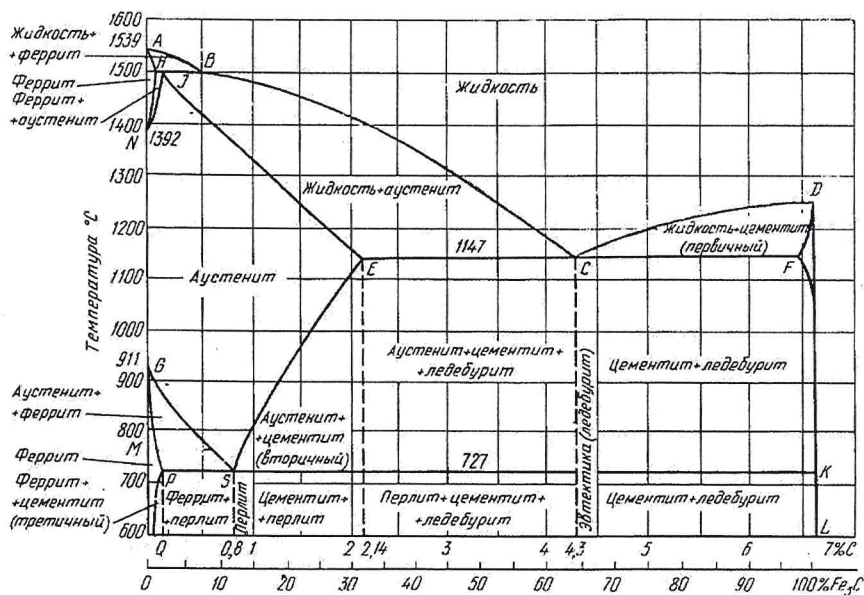 1600
1539
1500
1400
1392
1300
1200
1100
1000
911
900
800
700
600
Температура °С
Жидкость+
+феррит
Феррит
Феррит+
+аустенит
N
A
H
J
B
Жидкость
Жидкость+аустенит
D
Жидкость+цементит
(первичный)
1147
E
C
F
Аустенит
G
Аустенит+
+феррит
M
Феррит
Феррит+
+цементит
(третичный)
Аустенит+
+цементит
(вторичный)
Аустенит+цементит+
+ледебурит
Эвтектика (ледебурит)
Цементит+ледебурит
727
P
S
K
Феррит+
+перлит
Перлит
Цементит+
+перлит
Перлит+цементит+
+ледебурит
Цементит+ледебурит
L
Q 0,8 1 2 2,14 3 4 4,3 5 6 7%С
0 10 20 30 40 50 60 70 80 90 100%Fe3C